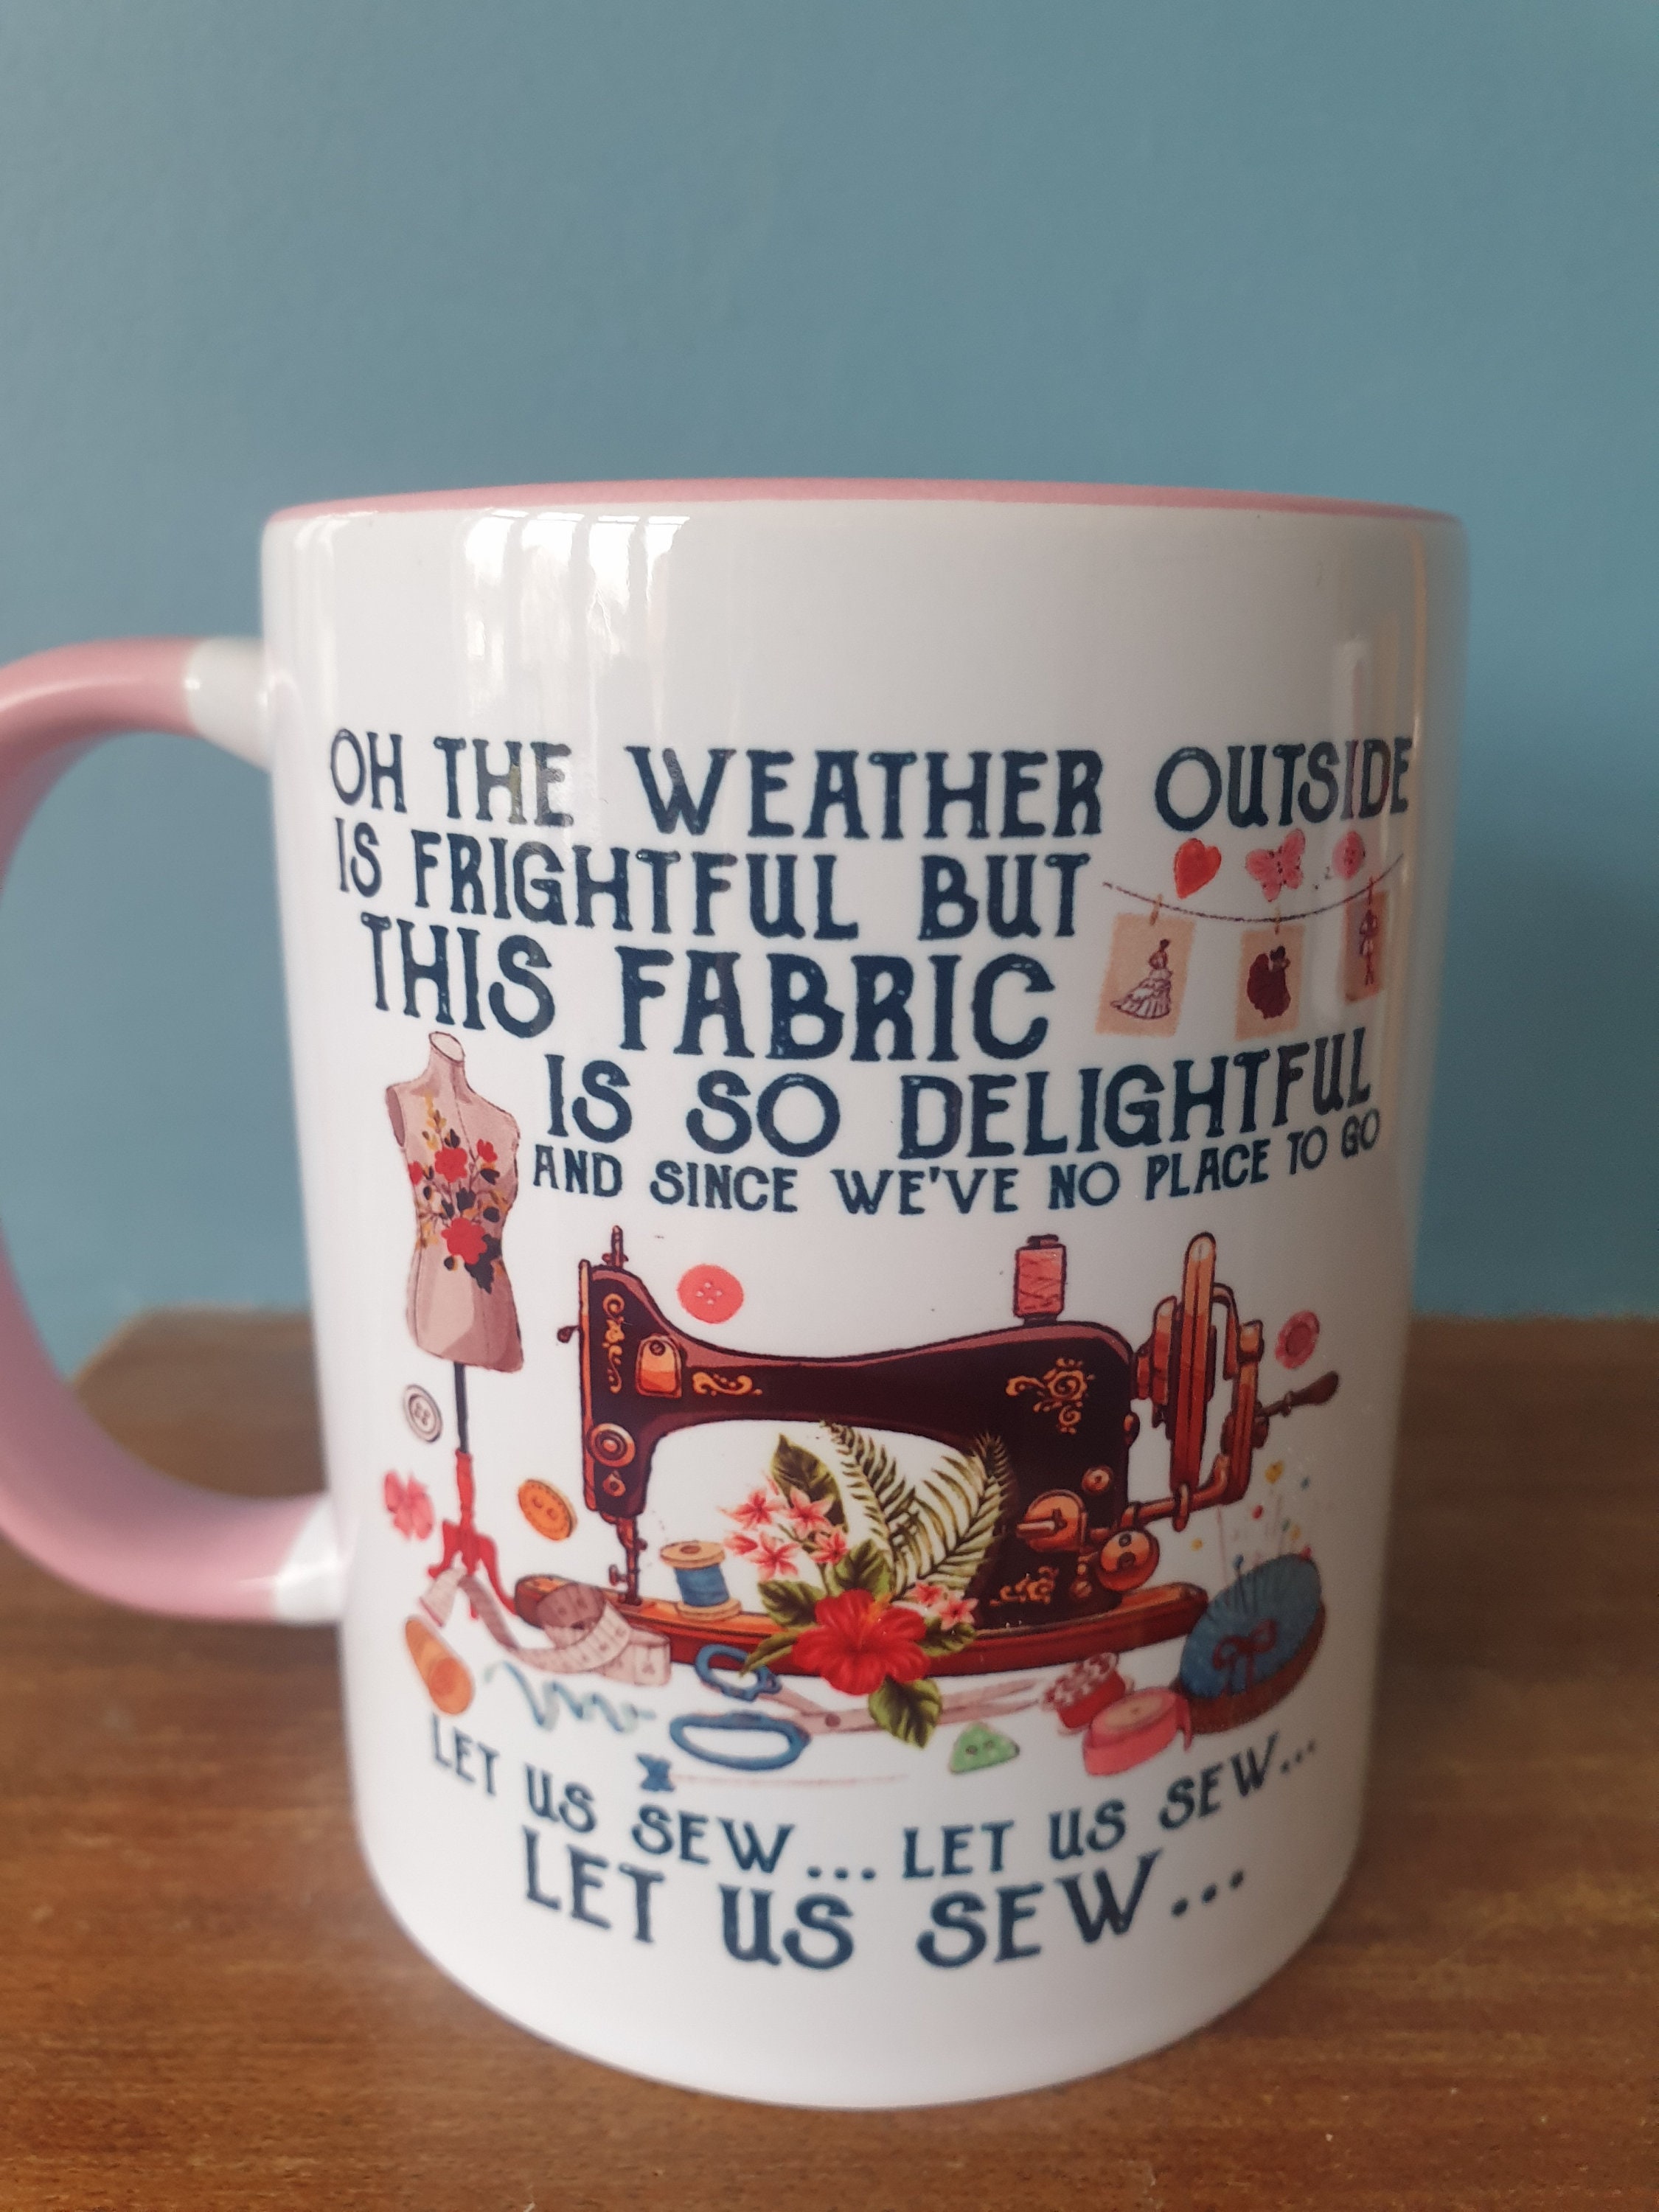 OH THE WEATHER OUTSIDE
IS FRIGHTFUL BUT
THIS FABRIC
IS SO DELIGHTFUL
AND SINCE WE'VE NO PLACE TO GO
LET US SEW... LET US SEW...
LET US SEW...